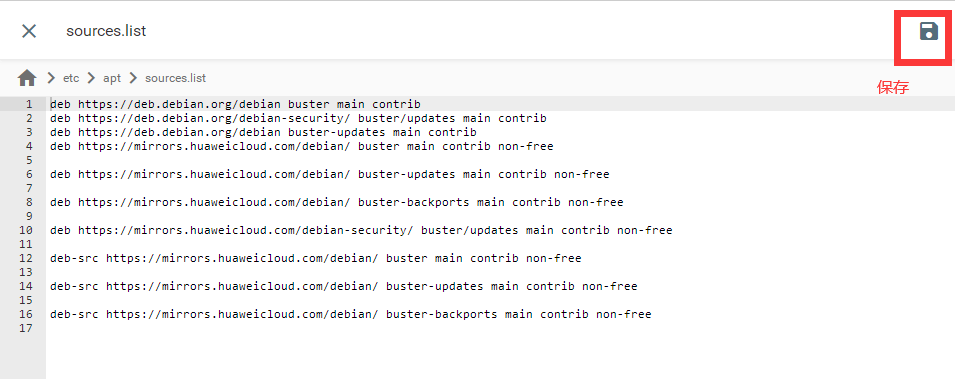 sources.list
etc apt sources.list
保存
1 deb https://deb.debian.org/debian buster main contrib
2 deb https://deb.debian.org/debian-security/ buster/updates main contrib
3 deb https://deb.debian.org/debian buster-updates main contrib
4 deb https://mirrors.huaweicloud.com/debian/ buster main contrib non-free
5
6 deb https://mirrors.huaweicloud.com/debian/ buster-updates main contrib non-free
7
8 deb https://mirrors.huaweicloud.com/debian/ buster-backports main contrib non-free
9
10 deb https://mirrors.huaweicloud.com/debian-security/ buster/updates main contrib non-free
11
12 deb-src https://mirrors.huaweicloud.com/debian/ buster main contrib non-free
13
14 deb-src https://mirrors.huaweicloud.com/debian/ buster-updates main contrib non-free
15
16 deb-src https://mirrors.huaweicloud.com/debian/ buster-backports main contrib non-free
17